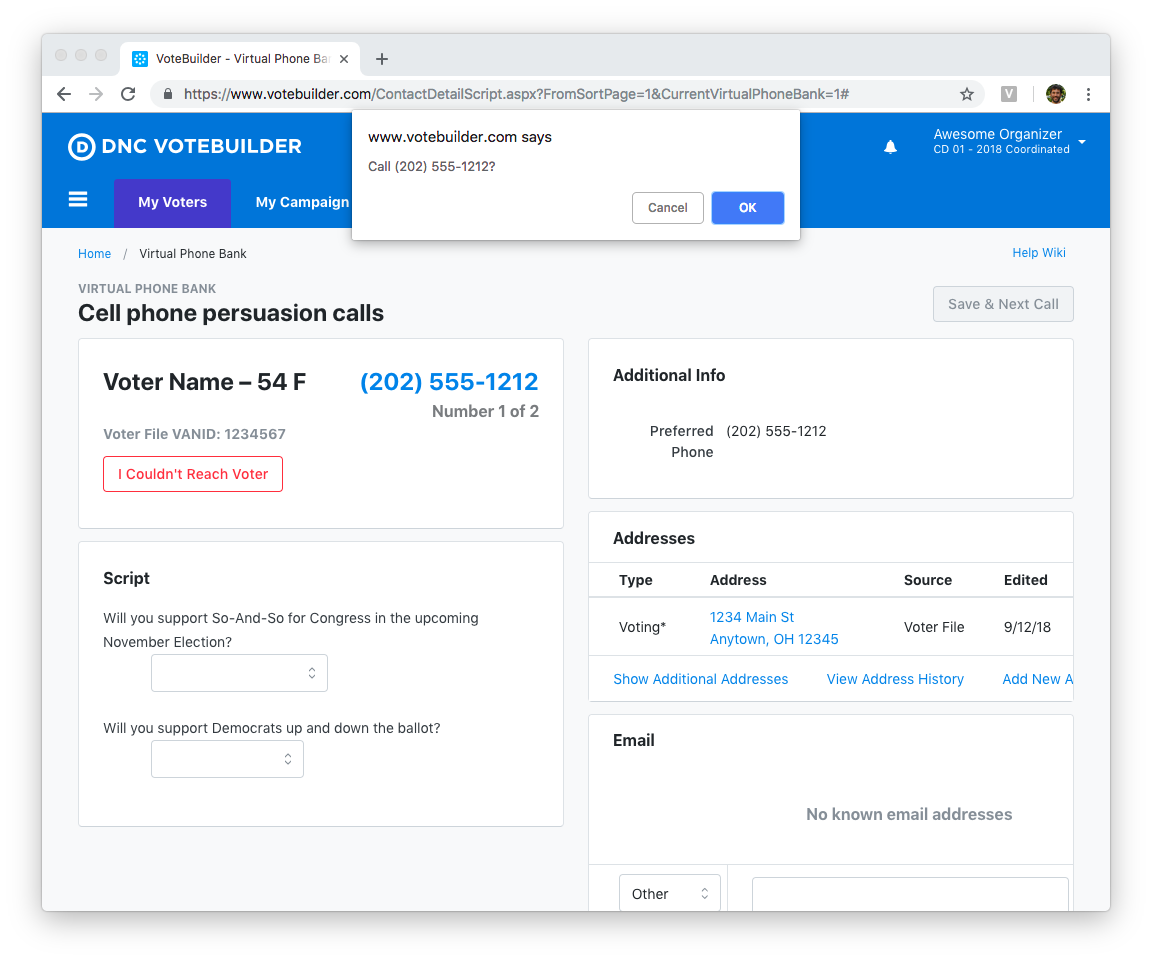 VoteBuilder - Virtual Phone Ba
https://www.votebuilder.com/ContactDetailScript.aspx?FromSortPage=1&CurrentVirtualPhoneBank=1#
V
www.votebuilder.com says
Call (202) 555-1212?
Cancel
OK
D DNC VOTEBUILDER
Awesome Organizer
CD 01 - 2018 Coordinated
My Voters
My Campaign
Home / Virtual Phone Bank
Help Wiki
VIRTUAL PHONE BANK
Cell phone persuasion calls
Save & Next Call
Voter Name – 54 F
(202) 555-1212
Number 1 of 2
Voter File VANID: 1234567
I Couldn't Reach Voter
Script
Will you support So-And-So for Congress in the upcoming
November Election?
Will you support Democrats up and down the ballot?
Additional Info
Preferred (202) 555-1212
Phone
Addresses
Type Address Source Edited
Voting* 1234 Main St Voter File 9/12/18
Anytown, OH 12345
Show Additional Addresses View Address History Add New A
Email
No known email addresses
Other